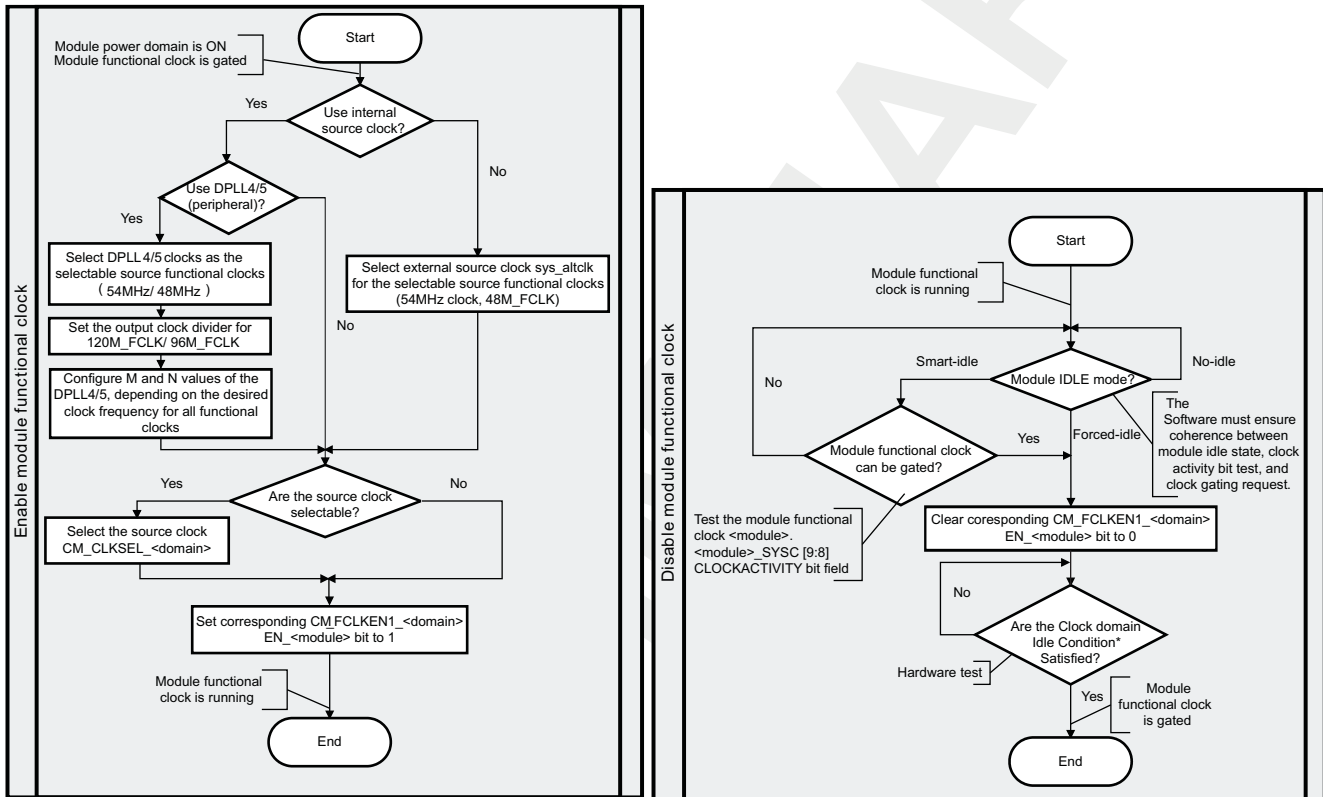 Enable module functional clock
Start
Module power domain is ON
Module functional clock is gated
Yes
Use internal
source clock?
No
Use DPLL4/5
(peripheral)?
Yes
Select DPLL4/5 clocks as the
selectable source functional clocks
( 54MHz/ 48MHz )
Select external source clock sys_altclk
for the selectable source functional clocks
(54MHz clock, 48M_FCLK)
No
Set the output clock divider for
120M_FCLK/ 96M_FCLK
Configure M and N values of the
DPLL4/5, depending on the desired
clock frequency for all functional
clocks
Yes
Are the source clock
selectable?
No
Select the source clock
CM_CLKSEL_<domain>
Set corresponding CM_FCLKEN1_<domain>
EN_<module> bit to 1
Module functional
clock is running
End
Disable module functional clock
Start
Module functional
clock is running
Smart-idle
No-idle
No
Module IDLE mode?
The
Software must ensure
coherence between
module idle state, clock
activity bit test, and
clock gating request.
Module functional clock
can be gated?
Yes
Forced-idle
Test the module functional
clock <module>.
<module>_SYSC [9:8]
CLOCKACTIVITY bit field
Clear coresponding CM_FCLKEN1_<domain>
EN_<module> bit to 0
No
Are the Clock domain
Idle Condition*
Satisfied?
Hardware test
Yes
Module
functional clock
is gated
End